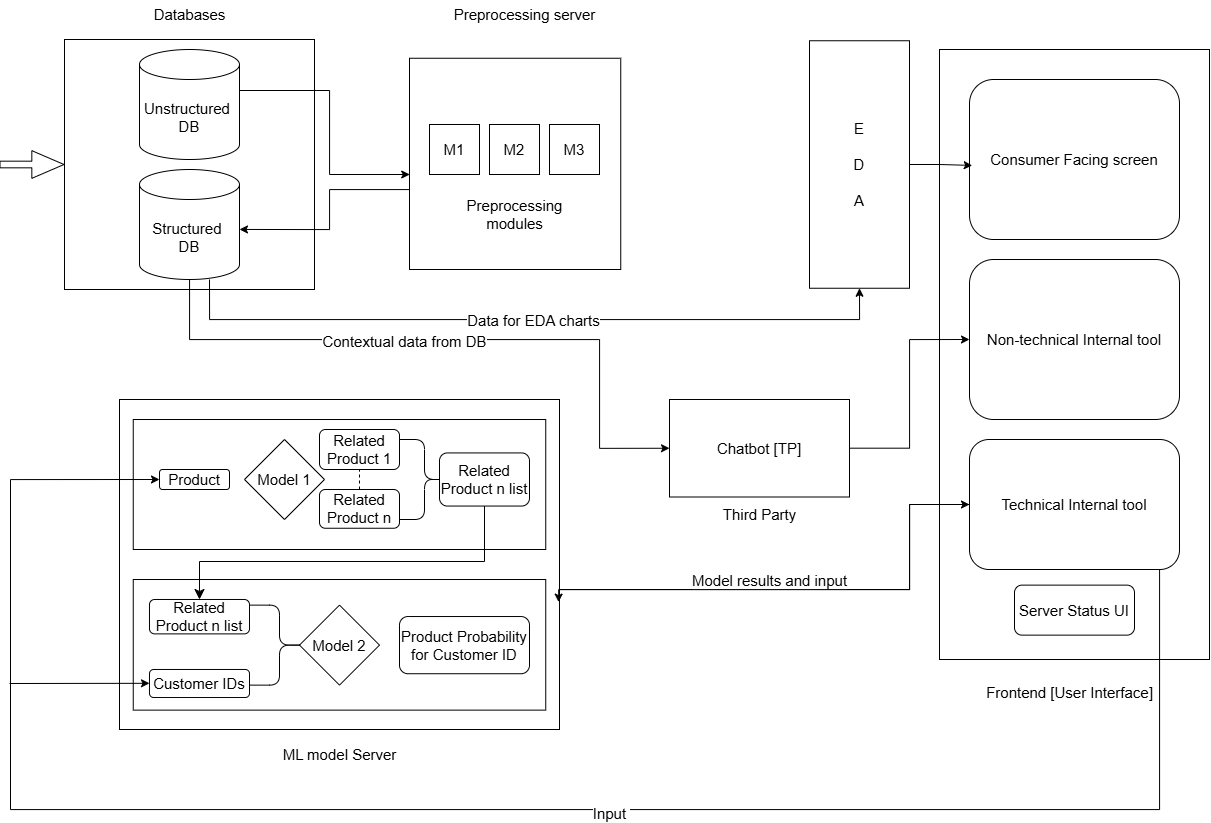 Databases
Preprocessing server
Unstructured
DB
Structured
DB
M1
M2
M3
Preprocessing
modules
E
D
A
Consumer Facing screen
Non-technical Internal tool
Technical Internal tool
Server Status UI
Frontend [User Interface]
Data for EDA charts
Contextual data from DB
Chatbot [TP]
Third Party
Product
Model 1
Related
Product 1
Related
Product n
Related
Product n list
Model results and input
Related
Product n list
Customer IDs
Model 2
Product Probability
for Customer ID
ML model Server
Input